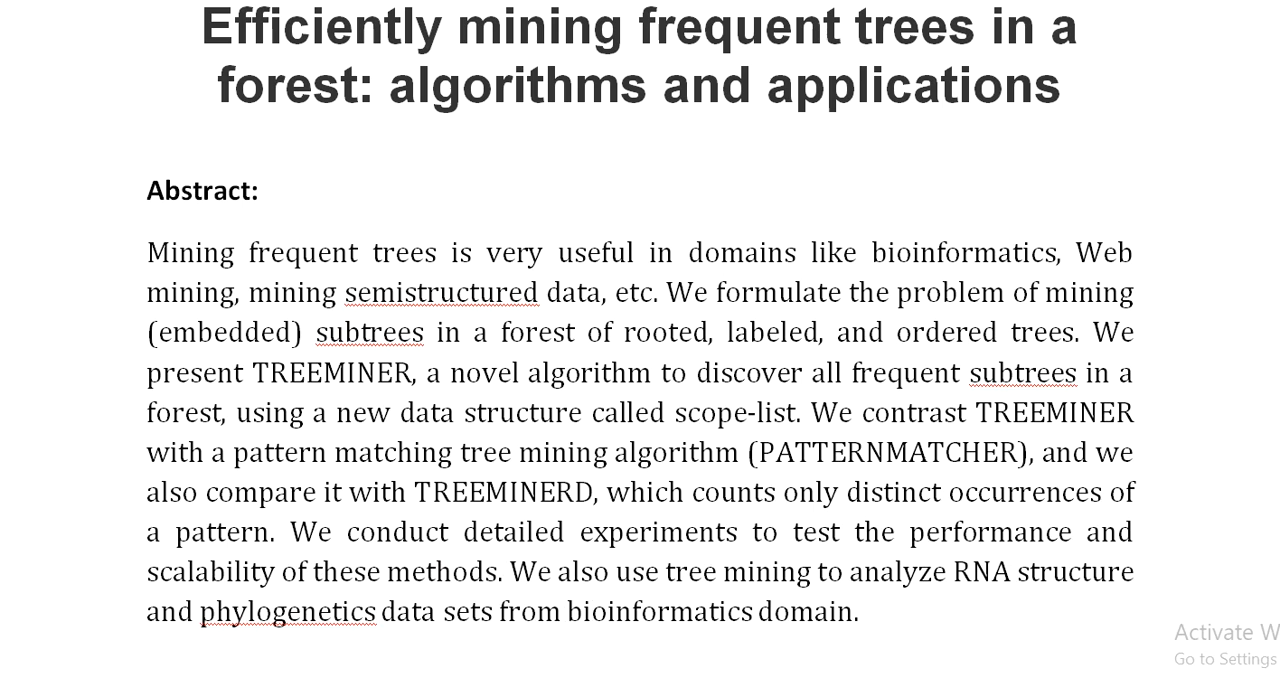 Efficiently mining frequent trees in a
forest: algorithms and applications
Abstract:
Mining frequent trees is very useful in domains like bioinformatics, Web
mining, mining semistructured data, etc. We formulate the problem of mining
(embedded) subtrees in a forest of rooted, labeled, and ordered trees. We
present TREEMINER, a novel algorithm to discover all frequent subtrees in a
forest, using a new data structure called scope-list. We contrast TREEMINER
with a pattern matching tree mining algorithm (PATTERNMATCHER), and we
also compare it with TREEMINERD, which counts only distinct occurrences of
a pattern. We conduct detailed experiments to test the performance and
scalability of these methods. We also use tree mining to analyze RNA structure
and phylogenetics data sets from bioinformatics domain.
Activate W
Go to Settings